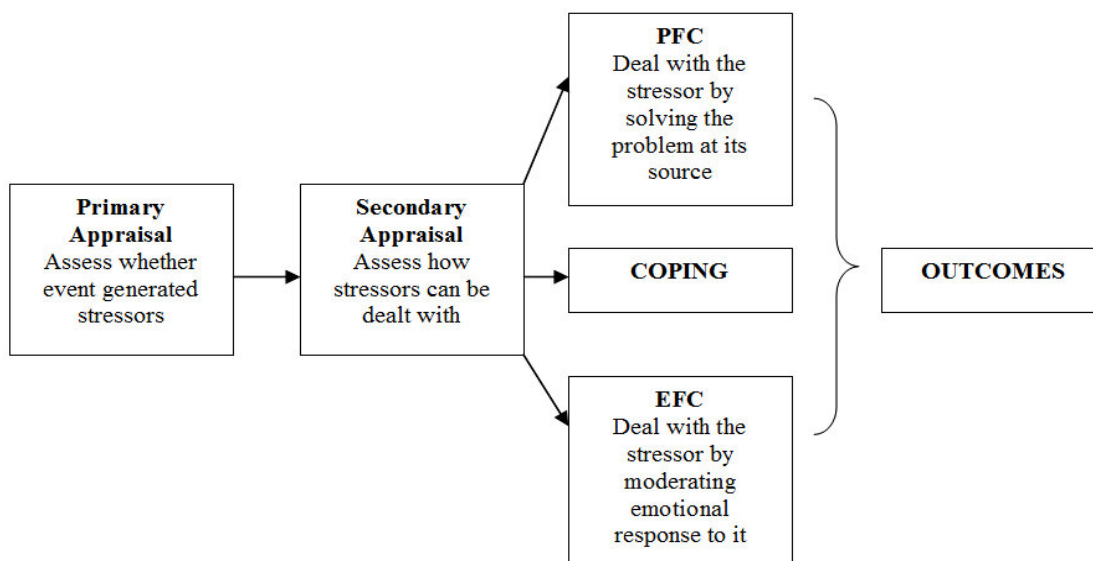 Primary
Appraisal
Assess whether
event generated
stressors
Secondary
Appraisal
Assess how
stressors can be
dealt with
PFC
Deal with the
stressor by
solving the
problem at its
source
COPING
EFC
Deal with the
stressor by
moderating
emotional
response to it
OUTCOMES